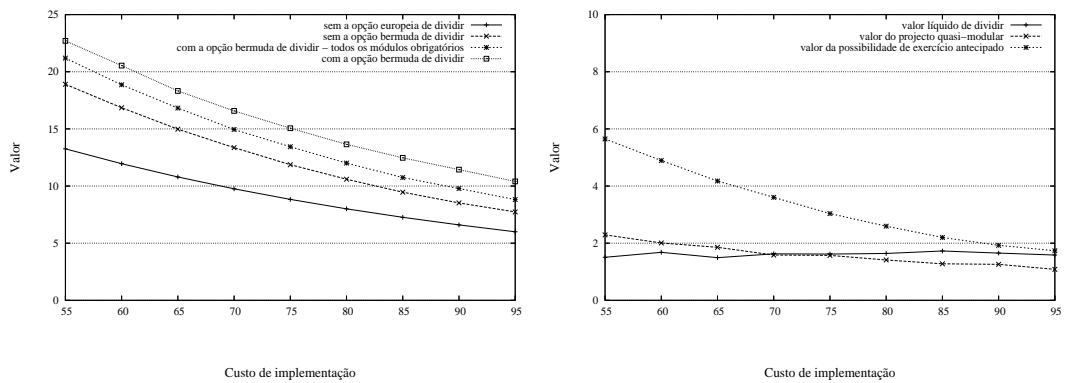 25
20
15
10
5
0
Valor
sem a opção europeia de dividir
sem a opção bermuda de dividir
com a opção bermuda de dividir − todos os módulos obrigatórios
com a opção bermuda de dividir
55 60 65 70 75 80 85 90 95
Custo de implementação
10
8
6
4
2
0
Valor
valor líquido de dividir
valor do projecto quasi−modular
valor da possibilidade de exercício antecipado
55 60 65 70 75 80 85 90 95
Custo de implementação